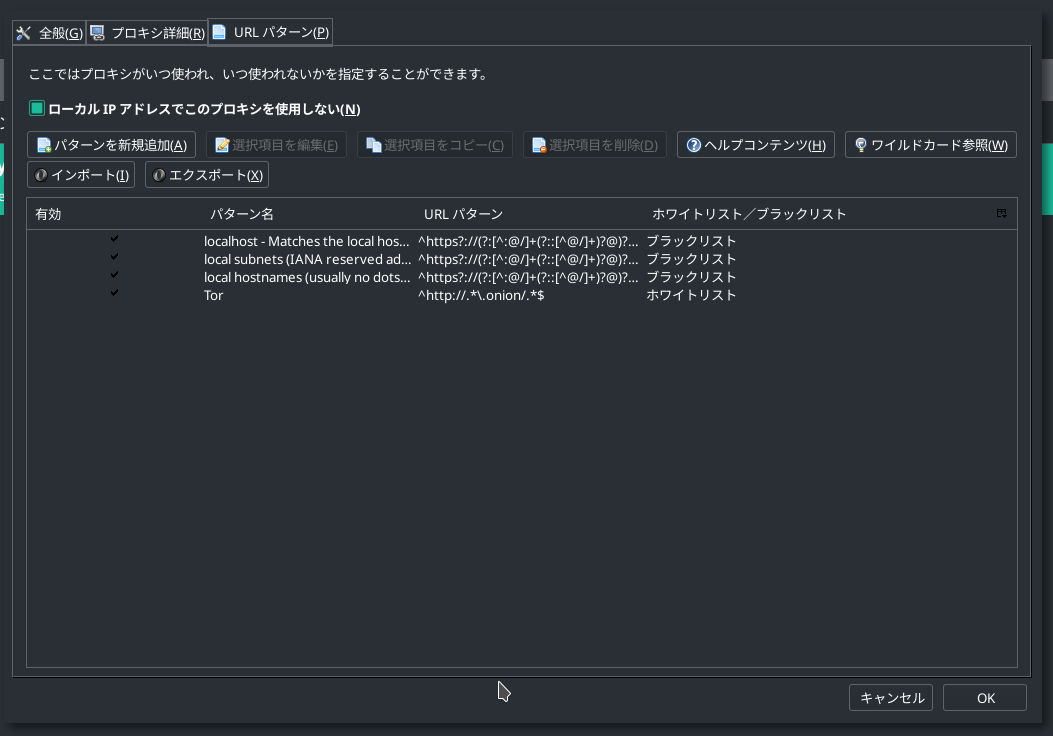 全般(G) プロキシ詳細(R) URL パターン(P)
ここではプロキシがいつ使われ、いつ使われないかを指定することができます。
ローカル IP アドレスでこのプロキシを使用しない(N)
パターンを新規追加(A) 選択項目を編集(E) 選択項目をコピー(C) 選択項目を削除(D) ヘルプコンテンツ(H) ワイルドカード参照(W)
インポート(I) エクスポート(X)
有効 パターン名 URL パターン ホワイトリスト／ブラックリスト
localhost - Matches the local hos... ^https?://(?:[^:@/]+(?::[^@/]+)?@)?... ブラックリスト
local subnets (IANA reserved ad... ^https?://(?:[^:@/]+(?::[^@/]+)?@)?... ブラックリスト
local hostnames (usually no dots... ^https?://(?:[^:@/]+(?::[^@/]+)?@)?... ブラックリスト
Tor ^http://.*\.onion/.*$ ホワイトリスト
キャンセル OK